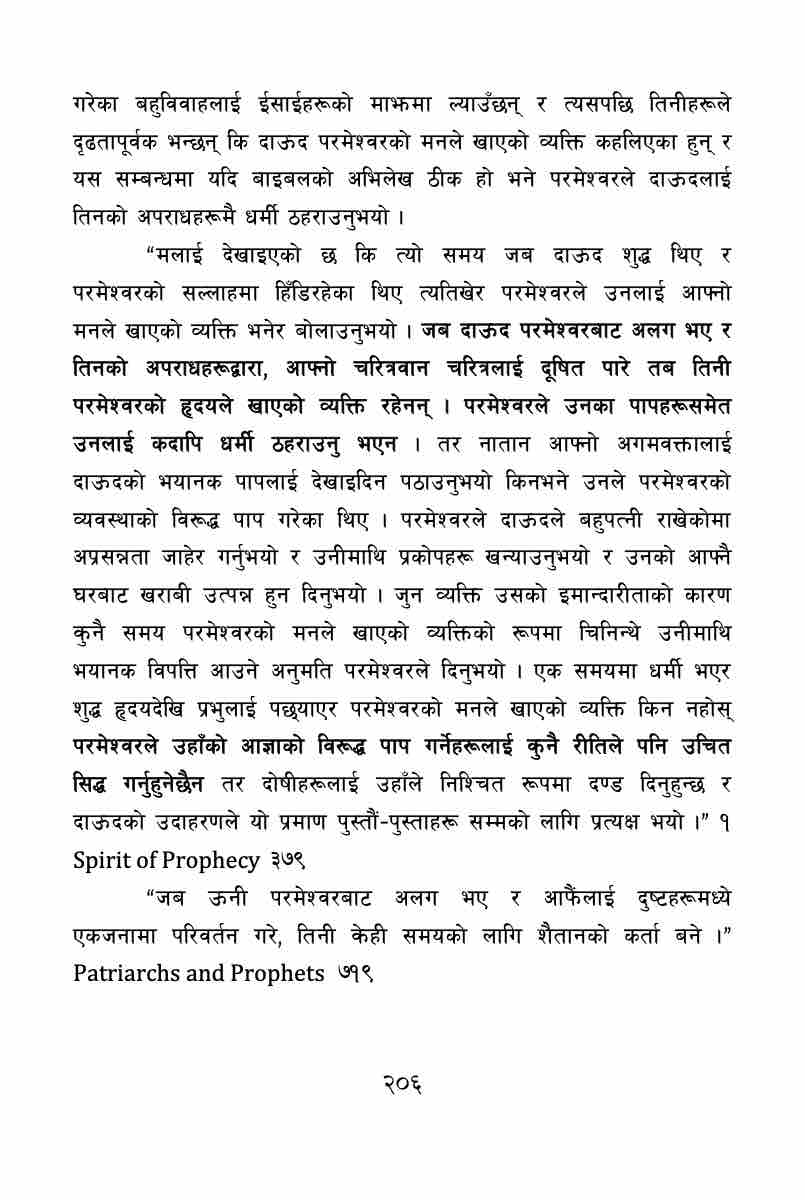 गरेका बहुविवाहलाई ईसाईहरूको माझमा ल्याउँछन् र त्यसपछि तिनीहरूले
दृढतापूर्वक भन्छन् कि दाऊद परमेश्वरको मनले खाएको व्यक्ति कहलिएका हुन् र
यस सम्बन्धमा यदि बाइबलको अभिलेख ठीक हो भने परमेश्वरले दाऊदलाई
तिनको अपराधहरूमै धर्मी ठहराउनुभयो ।
“मलाई देखाइएको छ कि त्यो समय जब दाऊद शुद्ध थिए र
परमेश्वरको सल्लाहमा हिँडिरहेका थिए त्यतिखेर परमेश्वरले उनलाई आफ्नो
मनले खाएको व्यक्ति भनेर बोलाउनुभयो । जब दाऊद परमेश्वरबाट अलग भए र
तिनको अपराधहरूद्वारा, आफ्नो चरित्रवान चरित्रलाई दूषित पारे तब तिनी
परमेश्वरको हृदयले खाएको व्यक्ति रहेनन् । परमेश्वरले उनका पापहरूसमेत
उनलाई कदापि धर्मी ठहराउनु भएन । तर नातान आफ्नो अगमवक्तालाई
दाऊदको भयानक पापलाई देखाइदिन पठाउनुभयो किनभने उनले परमेश्वरको
व्यवस्थाको विरूद्ध पाप गरेका थिए । परमेश्वरले दाऊदले बहुपत्नी राखेकोमा
अप्रसन्नता जाहेर गर्नुभयो र उनीमाथि प्रकोपहरू खन्याउनुभयो र उनको आफ्नै
घरबाट खराबी उत्पन्न हुन दिनुभयो । जुन व्यक्ति उसको इमान्दारीताको कारण
कुनै समय परमेश्वरको मनले खाएको व्यक्तिको रूपमा चिनिन्थे उनीमाथि
भयानक विपत्ति आउने अनुमति परमेश्वरले दिनुभयो । एक समयमा धर्मी भएर
शुद्ध हृदयदेखि प्रभुलाई पछ्याएर परमेश्वरको मनले खाएको व्यक्ति किन नहोस्
परमेश्वरले उहाँको आज्ञाको विरूद्ध पाप गर्नेहरूलाई कुनै रीतिले पनि उचित
सिद्ध गर्नुहुनेछैन तर दोषीहरूलाई उहाँले निश्चित रूपमा दण्ड दिनुहुन्छ र
दाऊदको उदाहरणले यो प्रमाण पुस्तौं-पुस्ताहरू सम्मको लागि प्रत्यक्ष भयो ।” १
Spirit of Prophecy ३७९
“जब ऊनी परमेश्वरबाट अलग भए र आफैंलाई दुष्टहरूमध्ये
एकजनामा परिवर्तन गरे, तिनी केही समयको लागि शैतानको कर्ता बने ।”
Patriarchs and Prophets ७१९
२०६